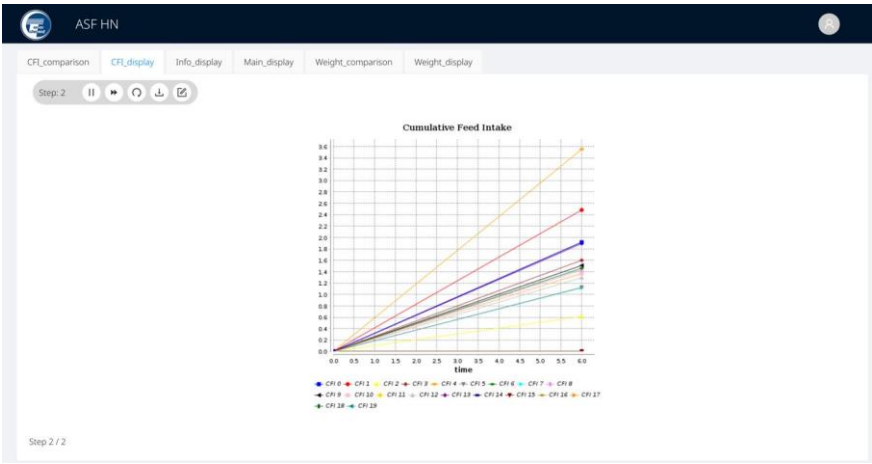 ASF HN
CFI_comparison CFI_display Info_display Main_display Weight_comparison Weight_display
Step: 2
Cumulative Feed Intake
3.6
3.4
3.2
3.0
2.8
2.6
2.4
2.2
2.0
1.8
1.6
1.4
1.2
1.0
0.8
0.6
0.4
0.2
0.0
0.0 0.5 1.0 1.5 2.0 2.5 3.0 3.5 4.0 4.5 5.0 5.5 6.0
time
CFI 0 CFI 1 CFI 2 CFI 3 CFI 4 CFI 5 CFI 6 CFI 7 CFI 8
CFI 9 CFI 10 CFI 11 CFI 12 CFI 13 CFI 14 CFI 15 CFI 16 CFI 17
CFI 18 CFI 19
Step 2 / 2